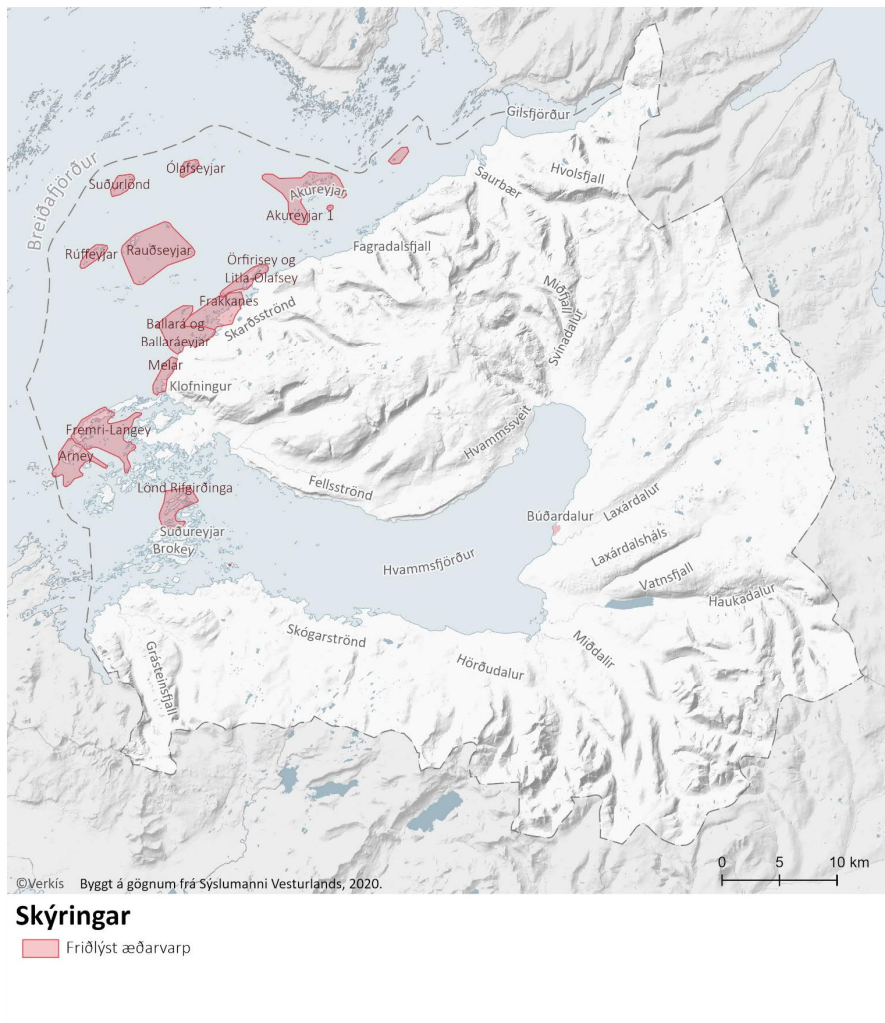 Gilsfjörður
Breiðafjörður
Ólafseyjar
Suðurlönd
Saurbær
Hvolsfjall
Akureyjar
Akureyjar 1
Rúffeyjar
Rauðseyjar
Fagradalsfjall
Örfirisey og
Litla-Ólafsey
Miðfjall
Frakkanes
Skarðsströnd
Svínadalur
Ballará og
Ballaráeyjar
Melar
Klofningur
Fremri-Langey
Arney
Hvammssveit
Lönd Rifgirðinga
Fellsströnd
Búðardalur
Laxárdalur
Suðureyjar
Brokey
Hvammsfjörður
Laxárdalsháls
Vatnsfjall
Haukadalur
Skógarströnd
Miðdalir
Grásteinsfjall
Hörðudalur
0 5 10 km
©Verkís Byggt á gögnum frá Sýslumanni Vesturlands, 2020.
Skýringar
Friðlýst æðarvarp